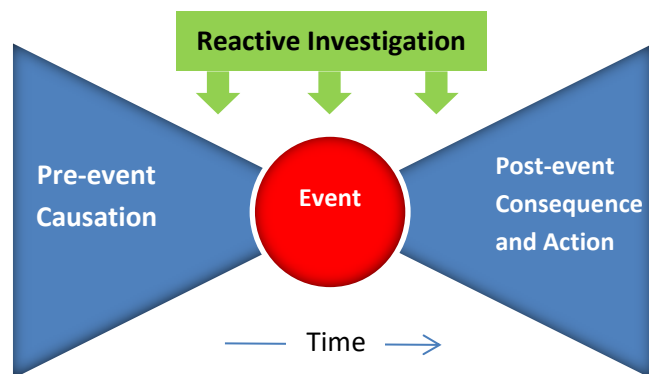 Reactive Investigation
Pre-event
Causation
Event
Post-event
Consequence
and Action
Time